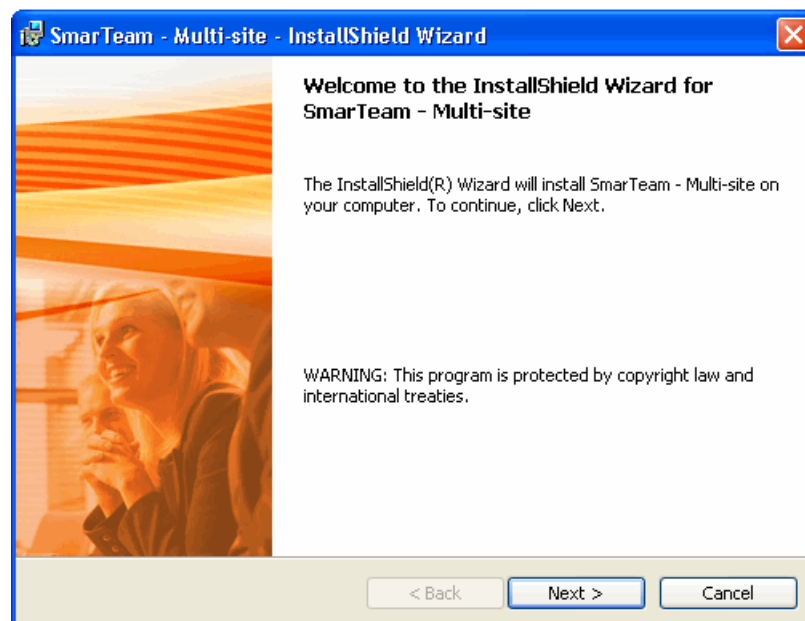 SmarTeam - Multi-site - InstallShield Wizard
Welcome to the InstallShield Wizard for
SmarTeam - Multi-site
The InstallShield(R) Wizard will install SmarTeam - Multi-site on
your computer. To continue, click Next.
WARNING: This program is protected by copyright law and
international treaties.
< Back
Next >
Cancel